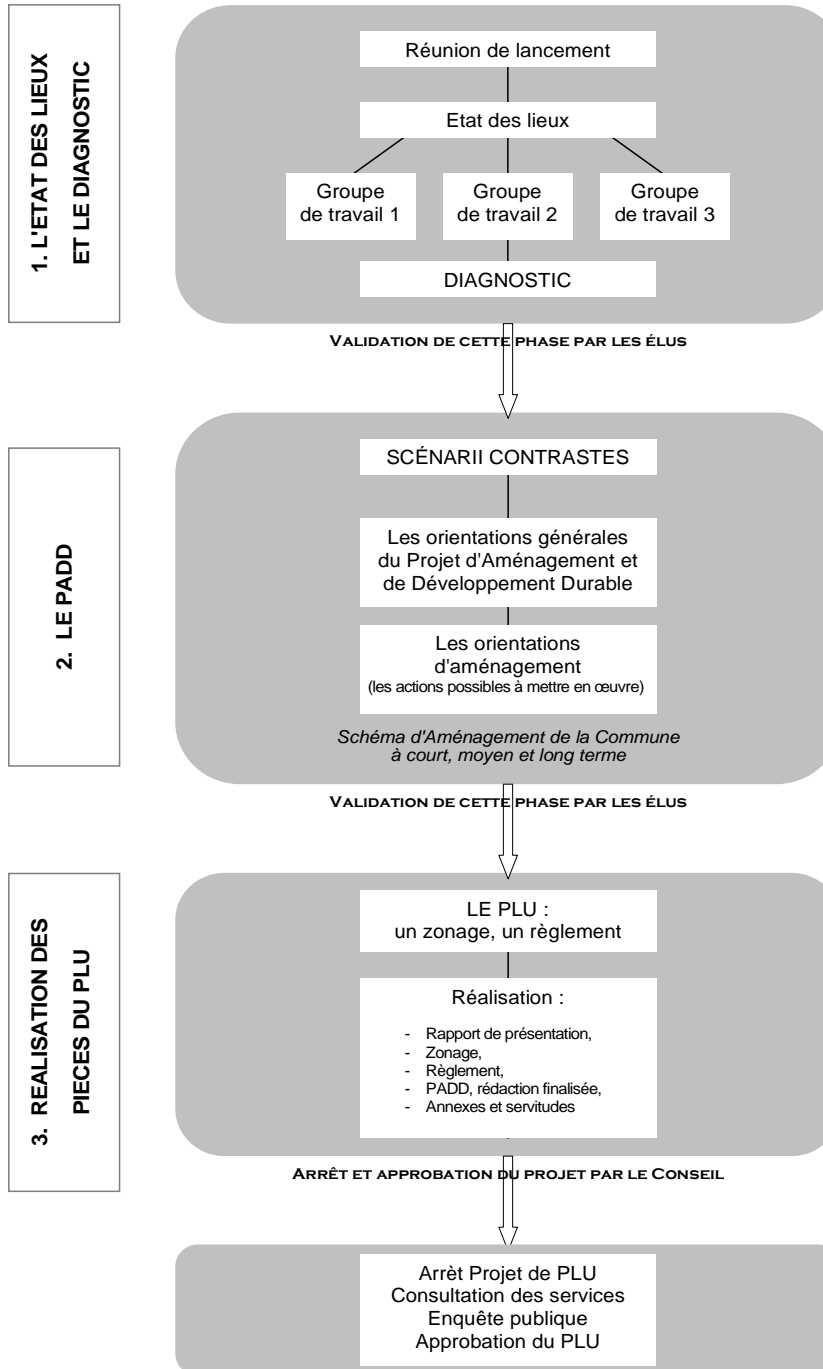 1. L'ETAT DES LIEUX
ET LE DIAGNOSTIC
Réunion de lancement
Etat des lieux
Groupe
de travail 1
Groupe
de travail 2
Groupe
de travail 3
DIAGNOSTIC
VALIDATION DE CETTE PHASE PAR LES ÉLUS
2. LE PADD
SCÉNARII CONTRASTES
Les orientations générales
du Projet d'Aménagement et
de Développement Durable
Les orientations
d'aménagement
(les actions possibles à mettre en œuvre)
Schéma d'Aménagement de la Commune
à court, moyen et long terme
VALIDATION DE CETTE PHASE PAR LES ÉLUS
3. REALISATION DES
PIECES DU PLU
LE PLU :
un zonage, un règlement
Réalisation :
- Rapport de présentation,
- Zonage,
- Règlement,
- PADD, rédaction finalisée,
- Annexes et servitudes
ARRÊT ET APPROBATION DU PROJET PAR LE CONSEIL
Arrèt Projet de PLU
Consultation des services
Enquête publique
Approbation du PLU